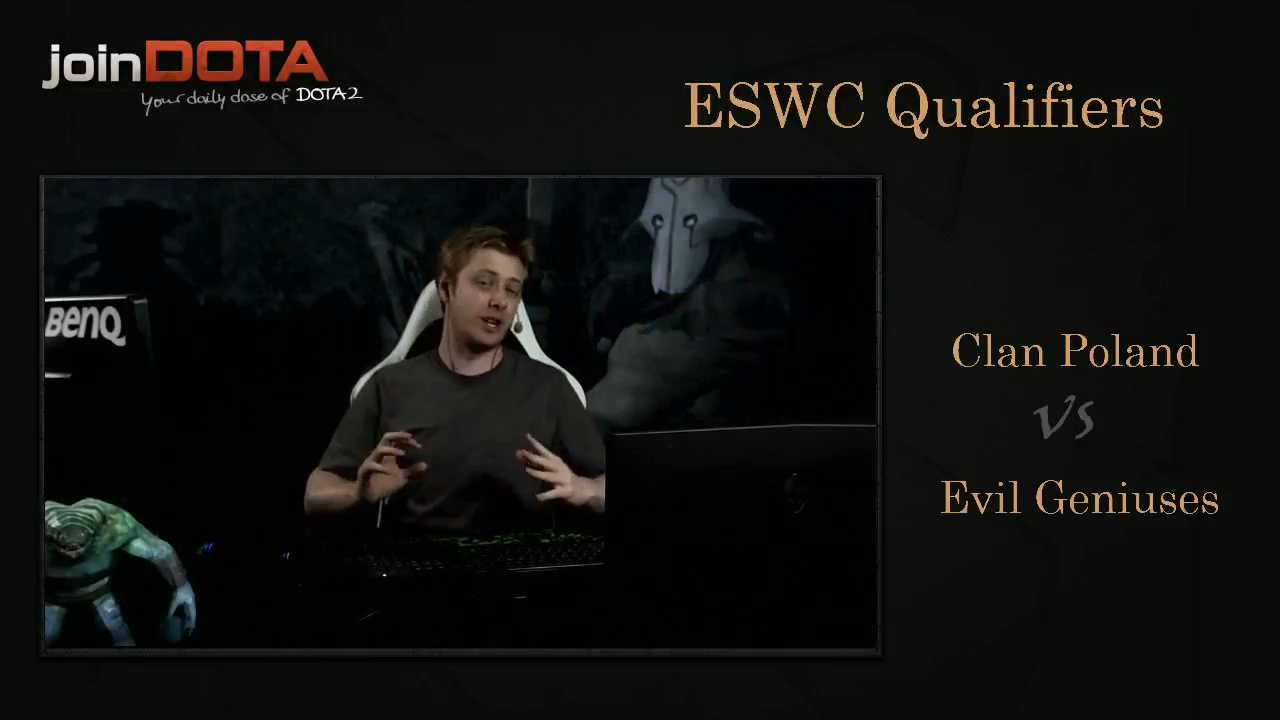 joinDOTA
Your daily dose of DOTA2
ESWC Qualifiers
BenQ
Clan Poland
vs
Evil Geniuses